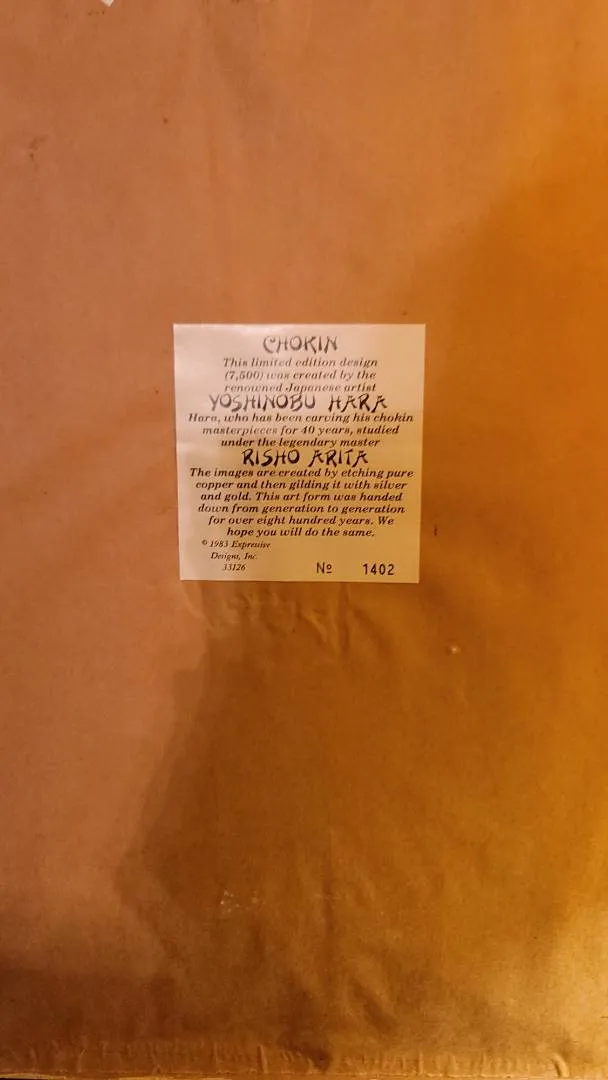 CHOKIN
This limited edition design
(7,500) was created by the
renowned Japanese artist
YOSHINOBU HARA
Hara, who has been carving his chokin
masterpieces for 40 years, studied
under the legendary master
RISHO ARITA
The images are created by etching pure
copper and then gilding it with silver
and gold. This art form was handed
down from generation to generation
for over eight hundred years. We
hope you will do the same.
© 1983 Expressive
Designs, Inc.
33126
№ 1402